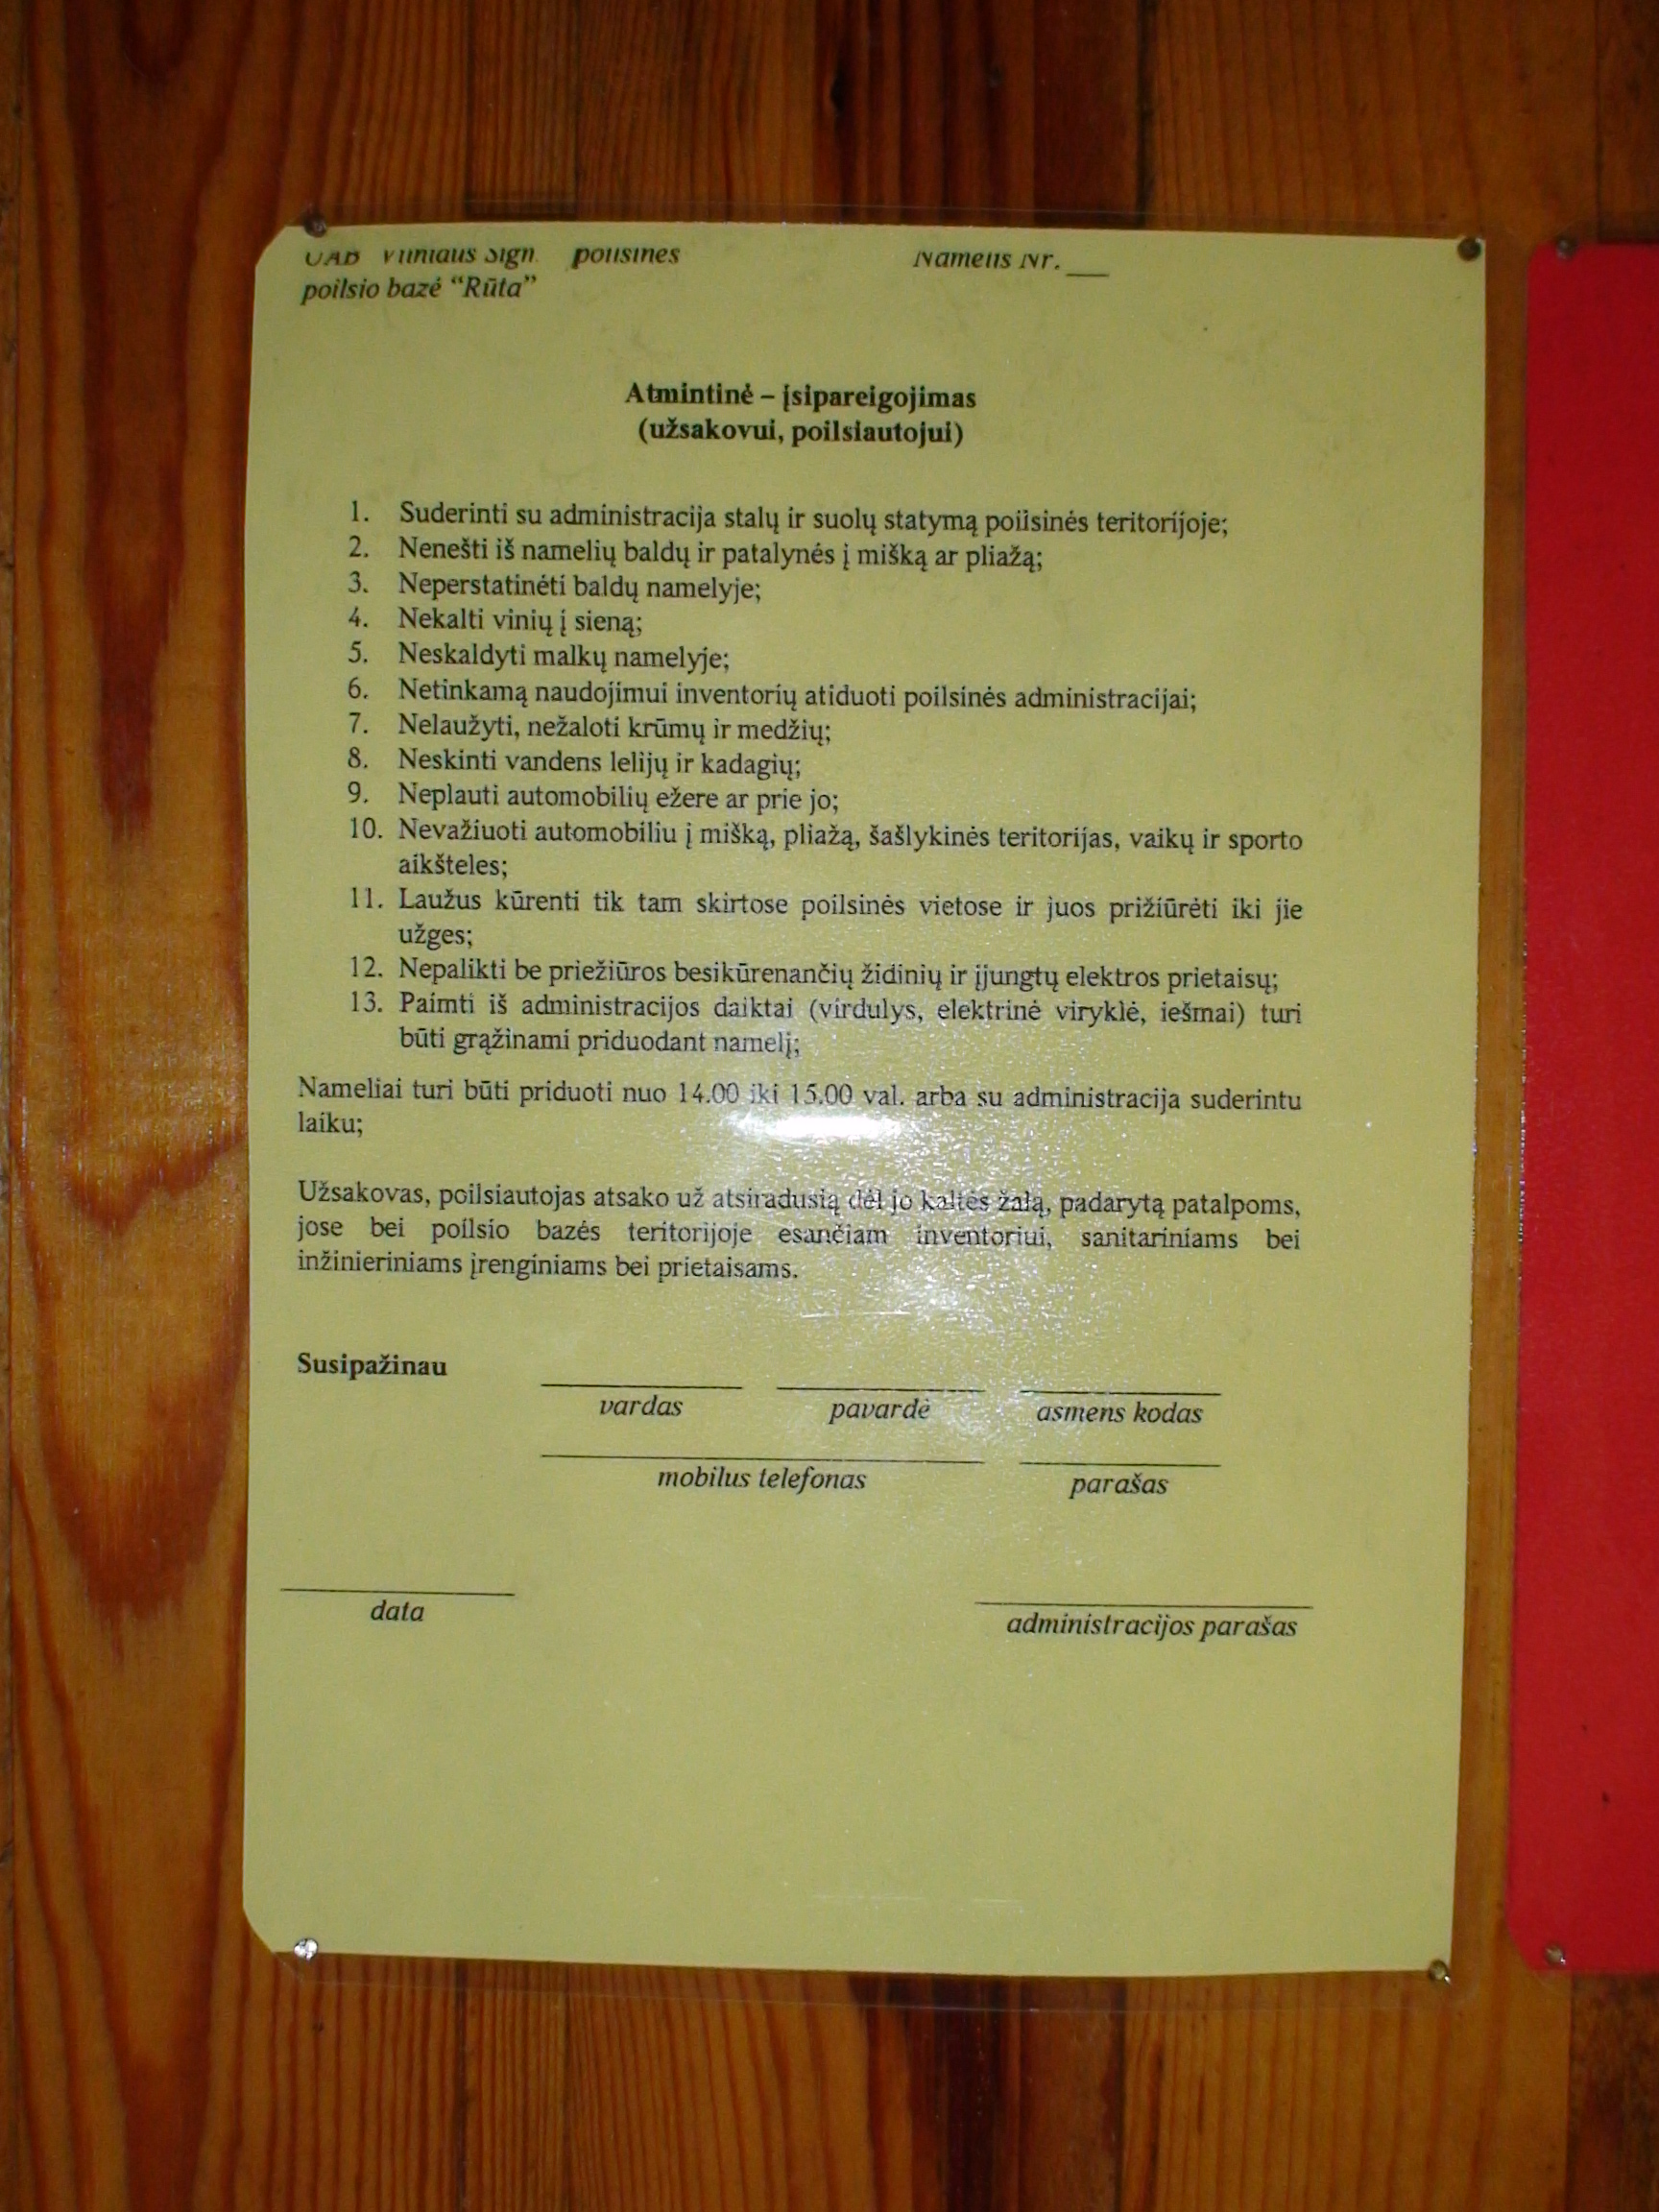 UAB Vilniaus Sign poilsinės Namelis Nr. ___
poilsio bazė “Rūta”
Atmintinė – įsipareigojimas
(užsakovui, poilsiautojui)
1. Suderinti su administracija stalų ir suolų statymą poilsinės teritorijoje;
2. Nenešti iš namelių baldų ir patalynės į mišką ar pliažą;
3. Neperstatinėti baldų namelyje;
4. Nekalti vinių į sieną;
5. Neskaldyti malkų namelyje;
6. Netinkamą naudojimui inventorių atiduoti poilsinės administracijai;
7. Nelaužyti, nežaloti krūmų ir medžių;
8. Neskinti vandens lelijų ir kadagių;
9. Neplauti automobilių ežere ar prie jo;
10. Nevažiuoti automobiliu į mišką, pliažą, šašlykinės teritorijas, vaikų ir sporto
aikšteles;
11. Laužus kūrenti tik tam skirtose poilsinės vietose ir juos prižiūrėti iki jie
užges;
12. Nepalikti be priežiūros besikūrenančių židinių ir įjungtų elektros prietaisų;
13. Paimti iš administracijos daiktai (virdulys, elektrinė viryklė, iešmai) turi
būti grąžinami priduodant namelį;
Nameliai turi būti priduoti nuo 14.00 iki 15.00 val. arba su administracija suderintu
laiku;
Užsakovas, poilsiautojas atsako už atsiradusią dėl jo kaltės žalą, padarytą patalpoms,
jose bei poilsio bazės teritorijoje esančiam inventoriui, sanitariniams bei
inžinieriniams įrenginiams bei prietaisams.
Susipažinau
vardas pavardė asmens kodas
mobilus telefonas parašas
data administracijos parašas